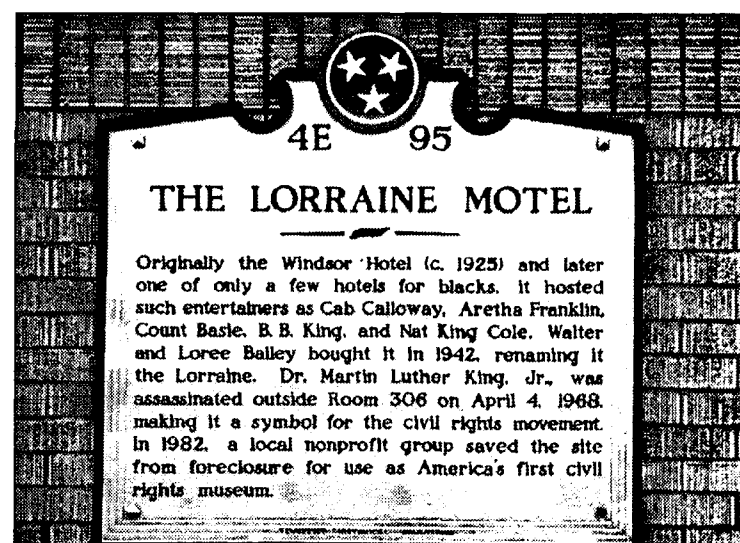 4E 95
THE LORRAINE MOTEL
Originally the Windsor Hotel (c. 1925) and later
one of only a few hotels for blacks, it hosted
such entertainers as Cab Calloway, Aretha Franklin,
Count Basie, B. B. King, and Nat King Cole. Walter
and Loree Bailey bought it in 1942, renaming it
the Lorraine. Dr. Martin Luther King, Jr., was
assassinated outside Room 306 on April 4, 1968,
making it a symbol for the civil rights movement.
In 1982, a local nonprofit group saved the site
from foreclosure for use as America's first civil
rights museum.